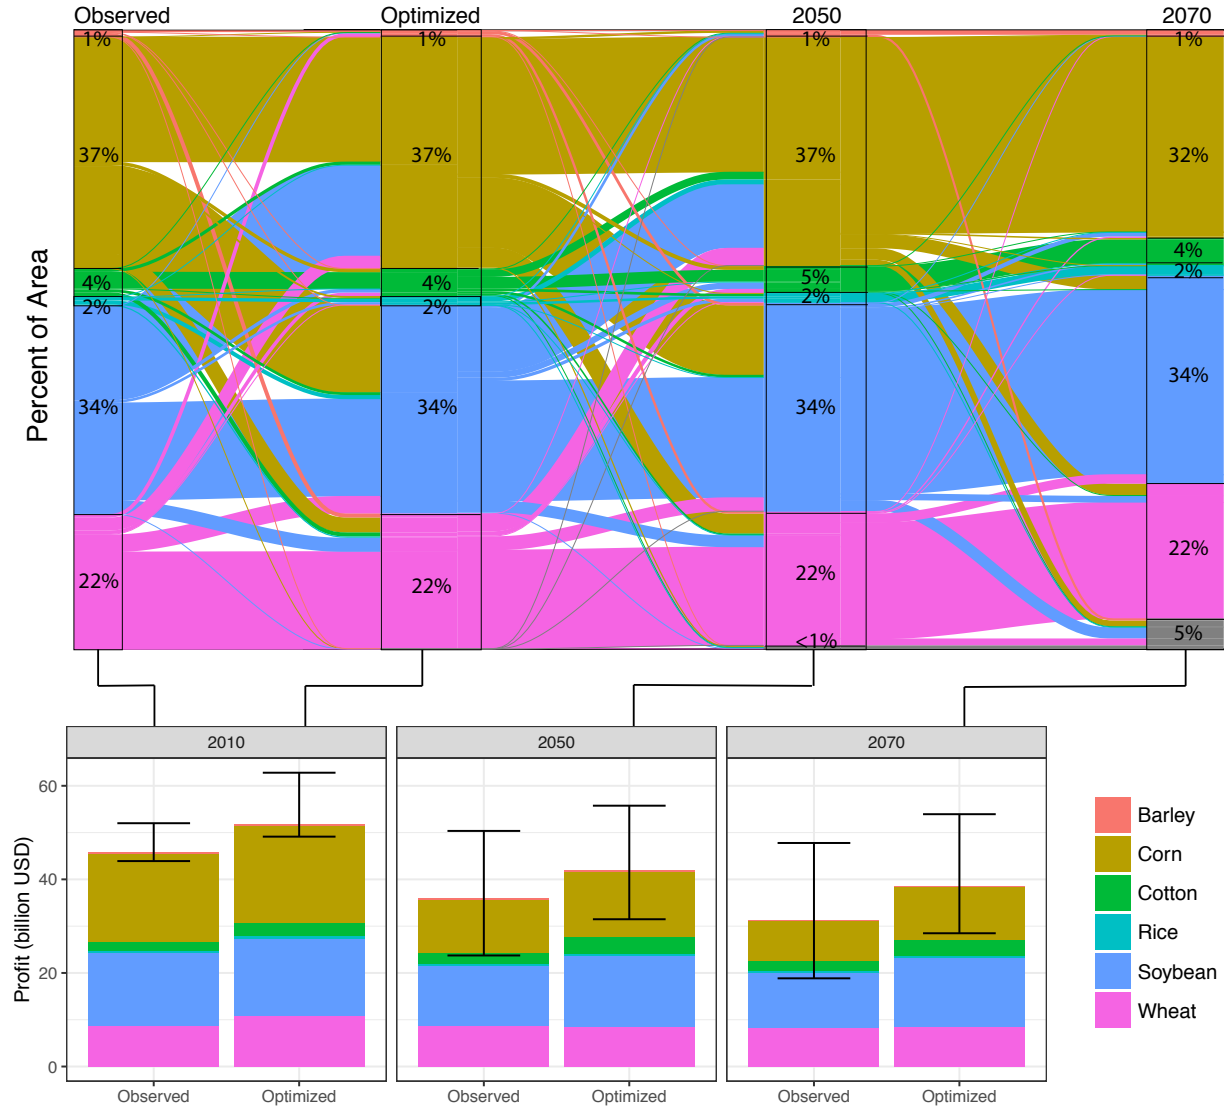 Observed Optimized 2050 2070
1% 1% 1% 1%
37% 37% 37% 32%
4% 4% 5% 4%
2% 2% 2% 2%
34% 34% 34% 34%
22% 22% 22% 22%
<1% 5%
Percent of Area
2010 2050 2070
Profit (billion USD)
60
40
20
0
Observed Optimized Observed Optimized Observed Optimized
Barley
Corn
Cotton
Rice
Soybean
Wheat